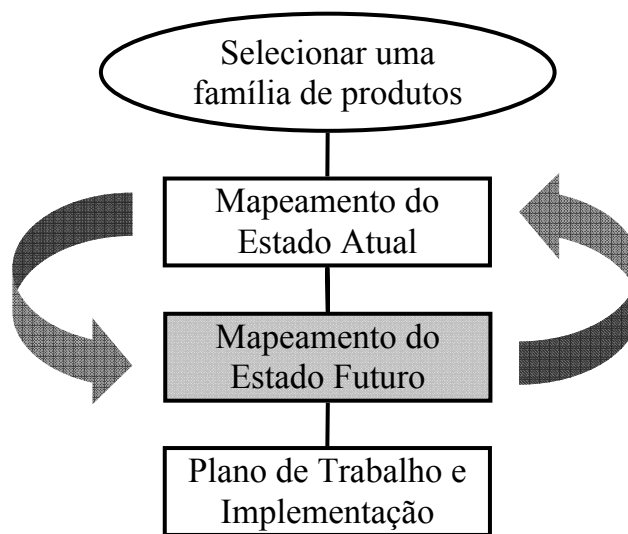 Selecionar uma
família de produtos
Mapeamento do
Estado Atual
Mapeamento do
Estado Futuro
Plano de Trabalho e
Implementação